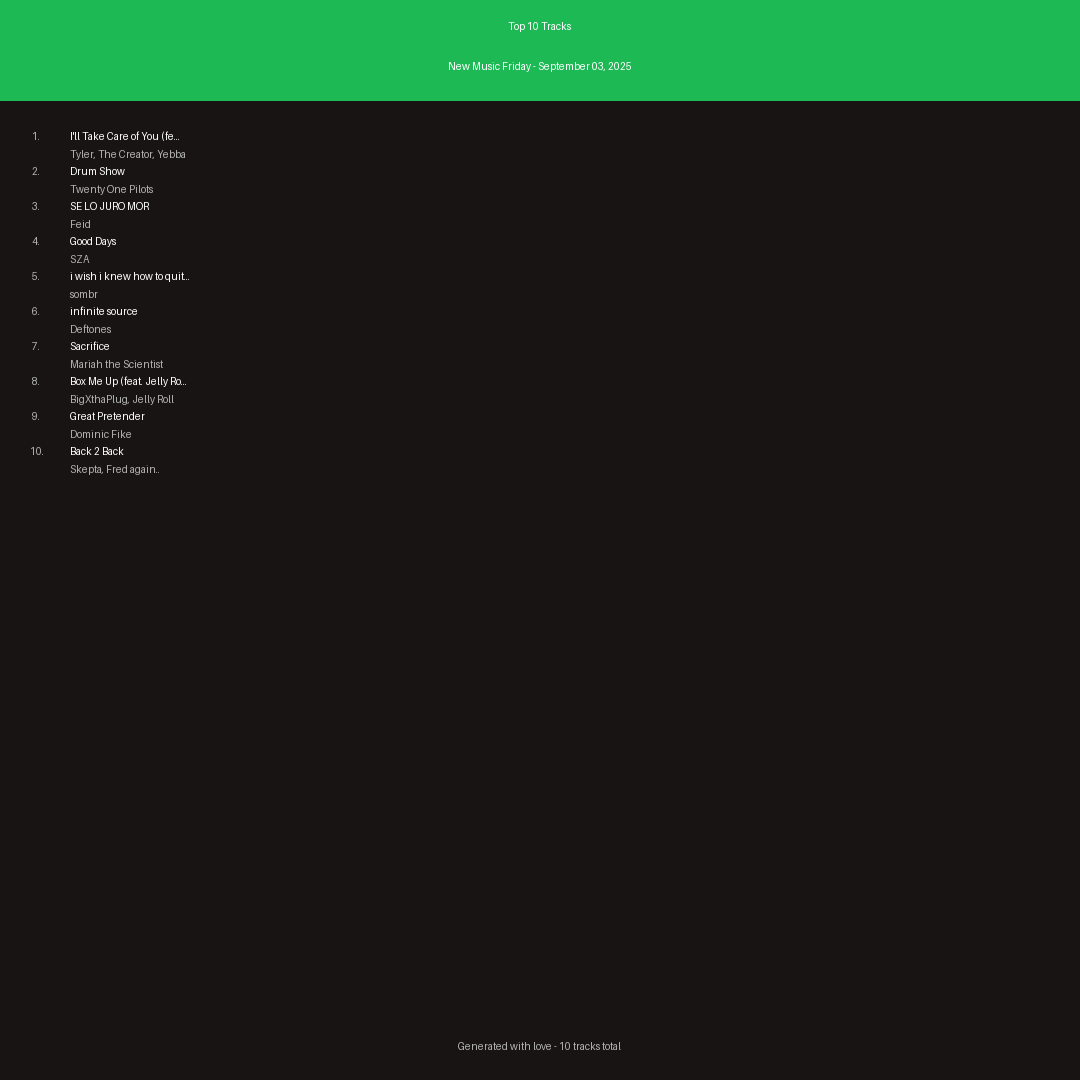 Top 10 Tracks
New Music Friday - September 03, 2025
1. I'll Take Care of You (fe...
Tyler, The Creator, Yebba
2. Drum Show
Twenty One Pilots
3. SE LO JURO MOR
Feid
4. Good Days
SZA
5. i wish i knew how to quit...
sombr
6. infinite source
Deftones
7. Sacrifice
Mariah the Scientist
8. Box Me Up (feat. Jelly Ro...
BigXthaPlug, Jelly Roll
9. Great Pretender
Dominic Fike
10. Back 2 Back
Skepta, Fred again..
Generated with love - 10 tracks total